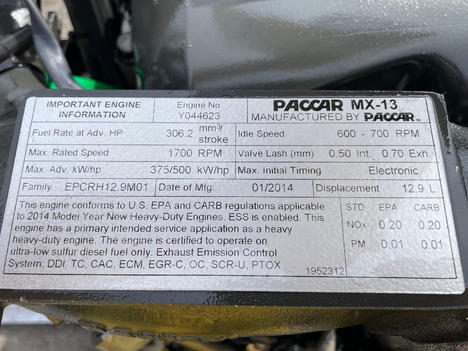 IMPORTANT ENGINE INFORMATION
Engine No Y044623
PACCAR MX-13
MANUFACTURED BY PACCAR
Fuel Rate at Adv. HP 306.2 mm³/stroke
Idle Speed 600 - 700 RPM
Max. Rated Speed 1700 RPM
Valve Lash (mm) 0.50 Int. 0.70 Exh
Max. Adv. kW/hp 375/500 kW/hp
Max. Initial Timing Electronic
Family EPCRH12.9M01
Date of Mfg. 01/2014
Displacement 12.9 L
This engine conforms to U.S. EPA and CARB regulations applicable
to 2014 Model Year New Heavy-Duty Engines. ESS is enabled. This
engine has a primary intended service application as a heavy
heavy-duty engine. The engine is certified to operate on
ultra-low sulfur diesel fuel only. Exhaust Emission Control
System: DDI, TC, CAC, ECM, EGR-C, OC, SCR-U, PTOX
STD EPA CARB
NOx 0.20 0.20
PM 0.01 0.01
1952312